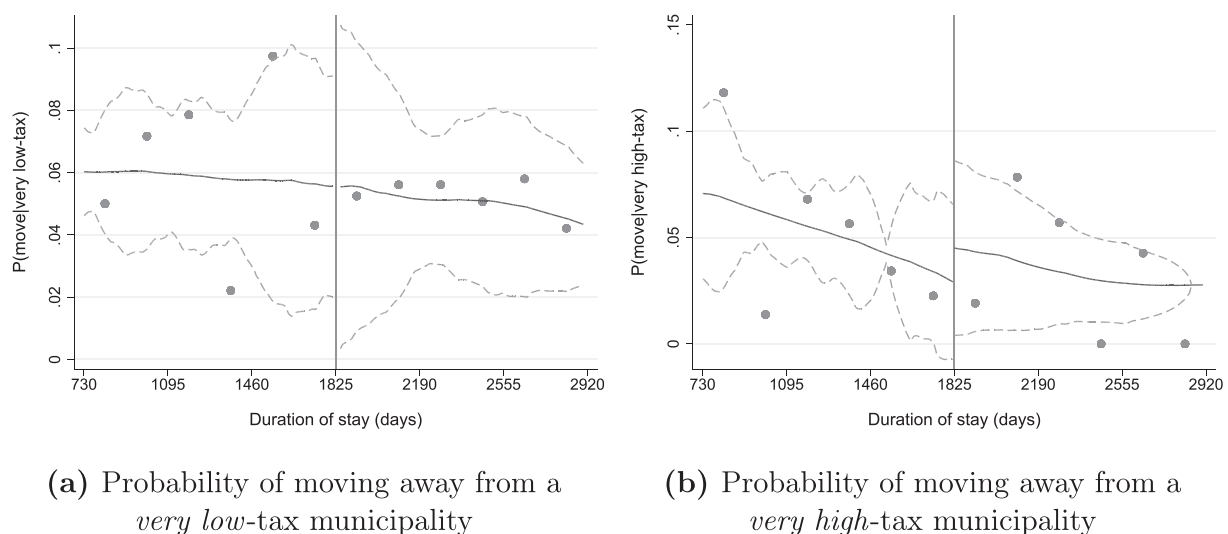 P(move|very low-tax)
.1
.08
.06
.04
.02
0
730 1095 1460 1825 2190 2555 2920
Duration of stay (days)
(a) Probability of moving away from a
very low-tax municipality
P(move|very high-tax)
.15
.1
.05
0
730 1095 1460 1825 2190 2555 2920
Duration of stay (days)
(b) Probability of moving away from a
very high-tax municipality